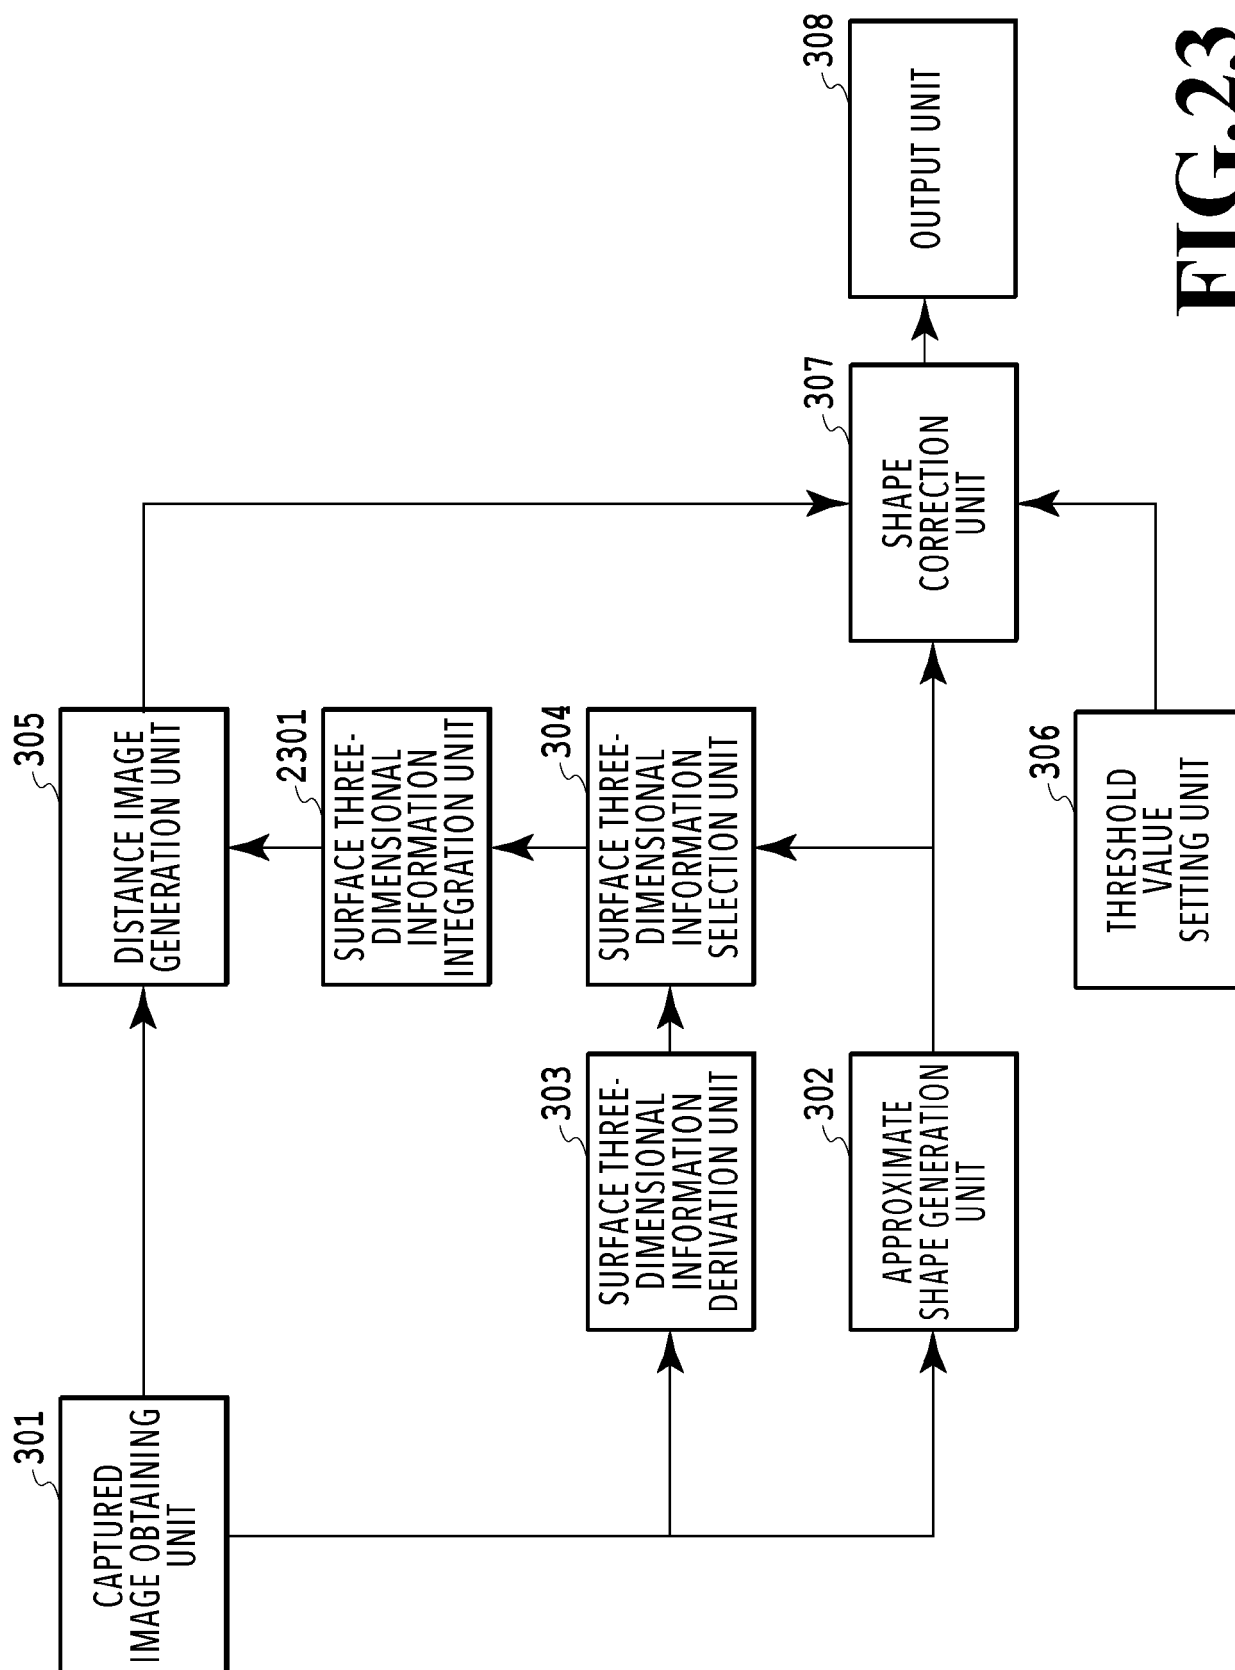 301
CAPTURED
IMAGE OBTAINING
UNIT
305
DISTANCE IMAGE
GENERATION UNIT
2301
SURFACE THREE-
DIMENSIONAL
INFORMATION
INTEGRATION UNIT
303
SURFACE THREE-
DIMENSIONAL
INFORMATION
DERIVATION UNIT
304
SURFACE THREE-
DIMENSIONAL
INFORMATION
SELECTION UNIT
302
APPROXIMATE
SHAPE GENERATION
UNIT
307
SHAPE
CORRECTION
UNIT
308
OUTPUT UNIT
306
THRESHOLD
VALUE
SETTING UNIT
FIG.23